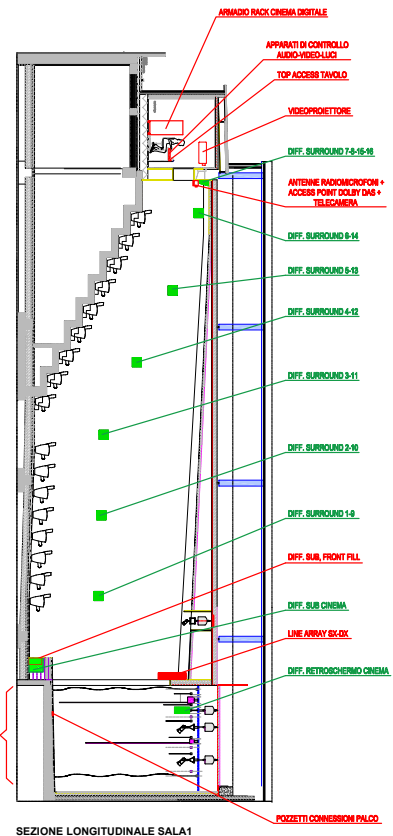 ARMADIO RACK CINEMA DIGITALE
APPARATI DI CONTROLLO
AUDIO-VIDEO-LUCI
TOP ACCESS TAVOLO
VIDEOPROIETTORE
DIFF. SURROUND 7-8-15-16
ANTENNE RADIOMICROFONI +
ACCESS POINT DOLBY DAS +
TELECAMERA
DIFF. SURROUND 6-14
DIFF. SURROUND 5-13
DIFF. SURROUND 4-12
DIFF. SURROUND 3-11
DIFF. SURROUND 2-10
DIFF. SURROUND 1-9
DIFF. SUB, FRONT FILL
DIFF. SUB CINEMA
LINE ARRAY SX-DX
DIFF. RETROSCHERMO CINEMA
POZZETTI CONNESSIONI PALCO
SEZIONE LONGITUDINALE SALA1